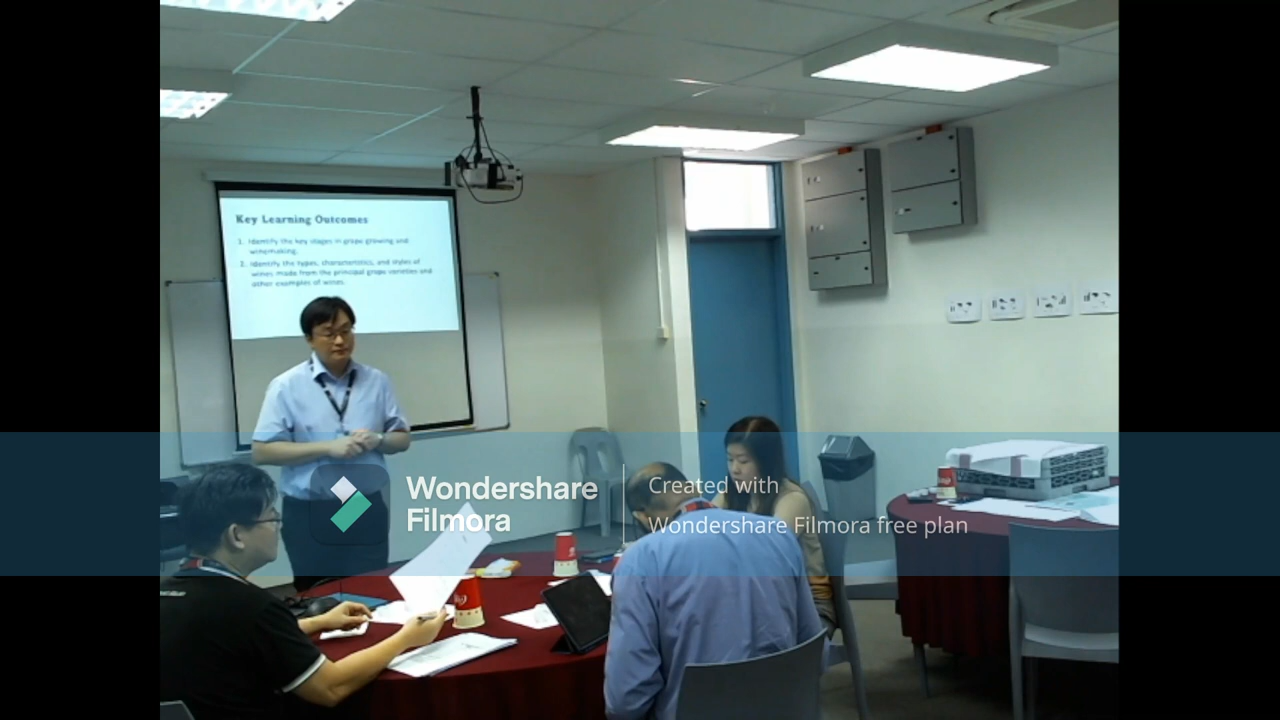 Key Learning Outcomes
1. Identify the key stages in grape growing and
winemaking.
2. Identify the types, characteristics, and styles of
wines made from the principal grape varieties and
other examples of wines.
Wondershare
Filmora
Created with
Wondershare Filmora free plan